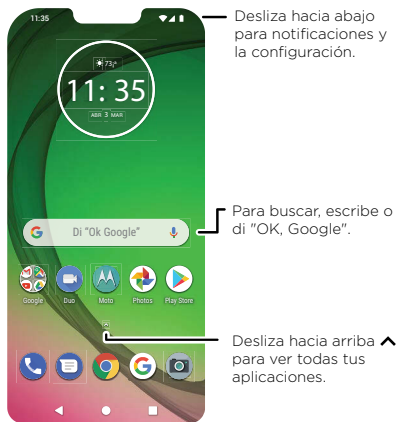 11:35
Desliza hacia abajo
para notificaciones y
la configuración.
73°
11: 35
ABR 3 MAR
Para buscar, escribe o
di "OK, Google".
Di "Ok Google"
Google Duo Moto Photos Play Store
Desliza hacia arriba
para ver todas tus
aplicaciones.